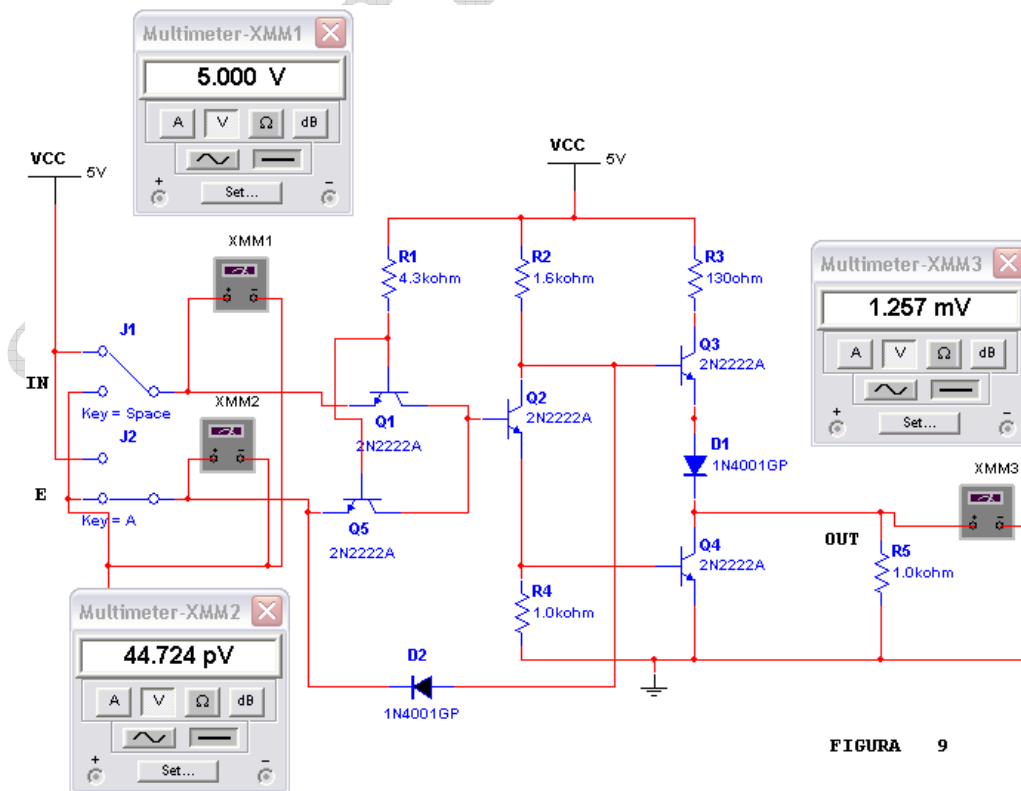 Multimeter-XMM1
5.000 V
A V Ω dB
Set...
+ -
VCC
5V
VCC
5V
XMM1
+ -
R1
4.3kohm
R2
1.6kohm
R3
130ohm
Multimeter-XMM3
1.257 mV
A V Ω dB
Set...
+ -
J1
IN
Key = Space
XMM2
+ -
J2
E
Key = A
Q1
2N2222A
Q2
2N2222A
Q3
2N2222A
D1
1N4001GP
XMM3
+ -
Q5
2N2222A
Q4
2N2222A
OUT
R5
1.0kohm
R4
1.0kohm
Multimeter-XMM2
44.724 pV
A V Ω dB
Set...
+ -
D2
1N4001GP
FIGURA 9